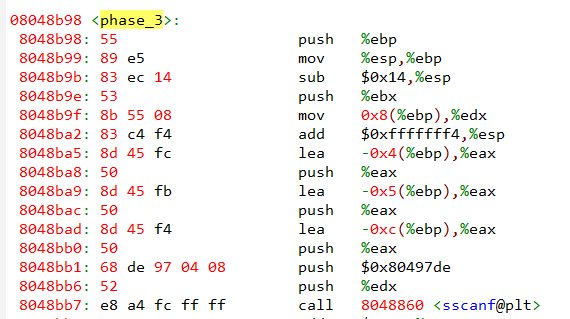 08048b98 <phase_3>:
8048b98: 55 push %ebp
8048b99: 89 e5 mov %esp,%ebp
8048b9b: 83 ec 14 sub $0x14,%esp
8048b9e: 53 push %ebx
8048b9f: 8b 55 08 mov 0x8(%ebp),%edx
8048ba2: 83 c4 f4 add $0xfffffff4,%esp
8048ba5: 8d 45 fc lea -0x4(%ebp),%eax
8048ba8: 50 push %eax
8048ba9: 8d 45 fb lea -0x5(%ebp),%eax
8048bac: 50 push %eax
8048bad: 8d 45 f4 lea -0xc(%ebp),%eax
8048bb0: 50 push %eax
8048bb1: 68 de 97 04 08 push $0x80497de
8048bb6: 52 push %edx
8048bb7: e8 a4 fc ff ff call 8048860 <sscanf@plt>